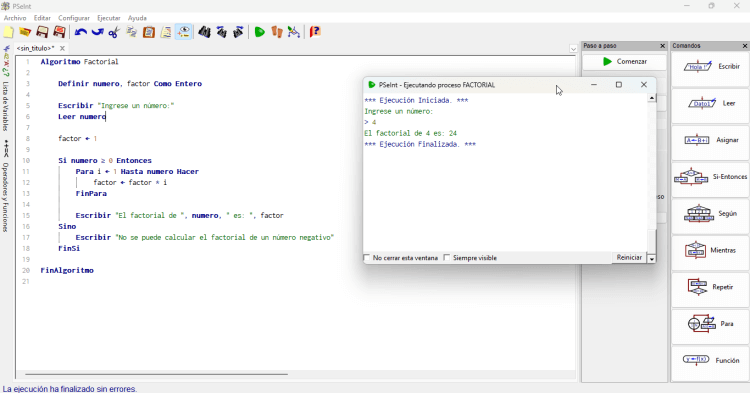 PSeInt
Archivo Editar Configurar Ejecutar Ayuda
<sin_titulo>*
1 Algoritmo Factorial
2
3 Definir numero, factor Como Entero
4
5 Escribir "Ingrese un número:"
6 Leer numero
7
8 factor ← 1
9
10 Si numero ≥ 0 Entonces
11 Para i ← 1 Hasta numero Hacer
12 factor ← factor * i
13 FinPara
14
15 Escribir "El factorial de ", numero, " es: ", factor
16 Sino
17 Escribir "No se puede calcular el factorial de un número negativo"
18 FinSi
19
20 FinAlgoritmo
21
Lista de Variables
Operadores y Funciones
PSeInt - Ejecutando proceso FACTORIAL
*** Ejecución Iniciada. ***
Ingrese un número:
> 4
El factorial de 4 es: 24
*** Ejecución Finalizada. ***
No cerrar esta ventana
Siempre visible
Reiniciar
Paso a paso
Comenzar
so
Comandos
¡Hola!
Escribir
Dato1
Leer
A←B+1
Asignar
Si-Entonces
Según
Mientras
Repetir
Para
y←f(x)
Función
La ejecución ha finalizado sin errores.